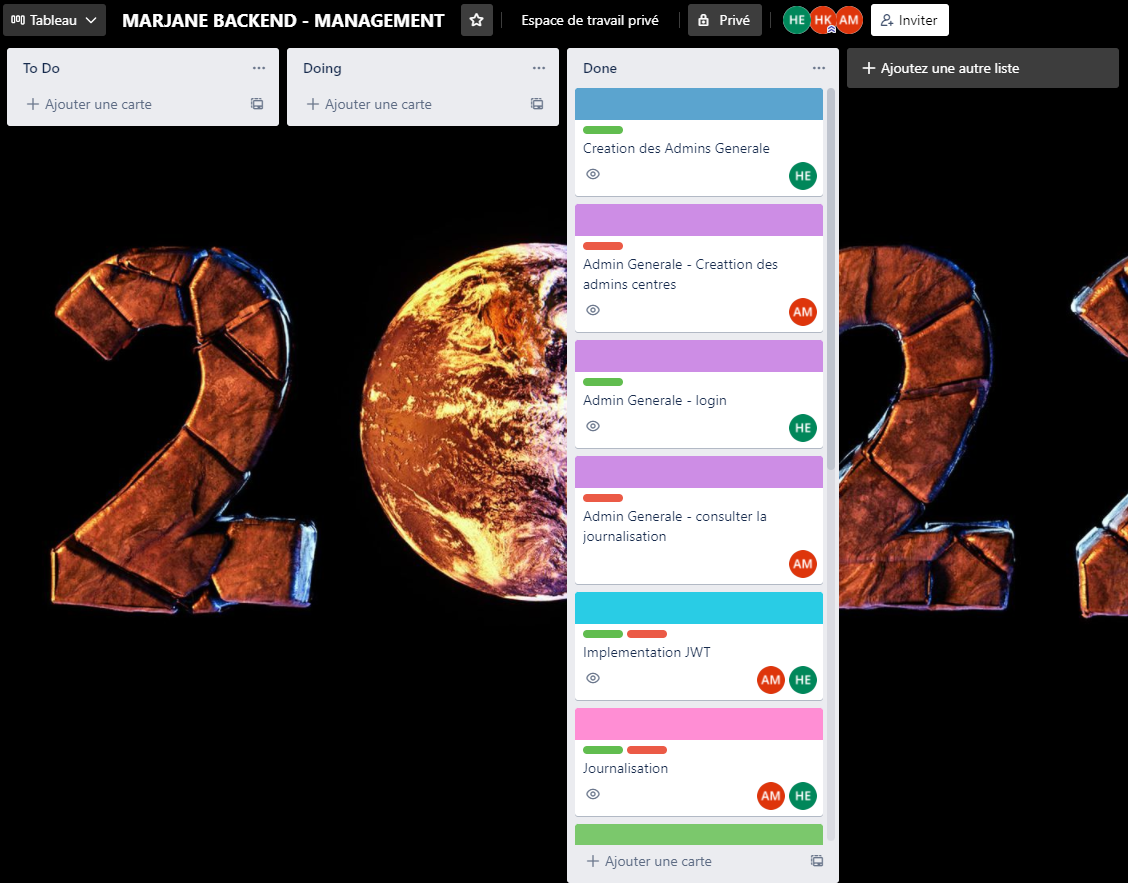 Tableau
MARJANE BACKEND - MANAGEMENT
Espace de travail privé
Privé
HE
HK
AM
Inviter
To Do
Ajouter une carte
Doing
Ajouter une carte
Done
Creation des Admins Generale
HE
Admin Generale - Creattion des
admins centres
AM
Admin Generale - login
HE
Admin Generale - consulter la
journalisation
AM
Implementation JWT
AM HE
Journalisation
AM HE
Ajouter une carte
Ajoutez une autre liste
2 2 2